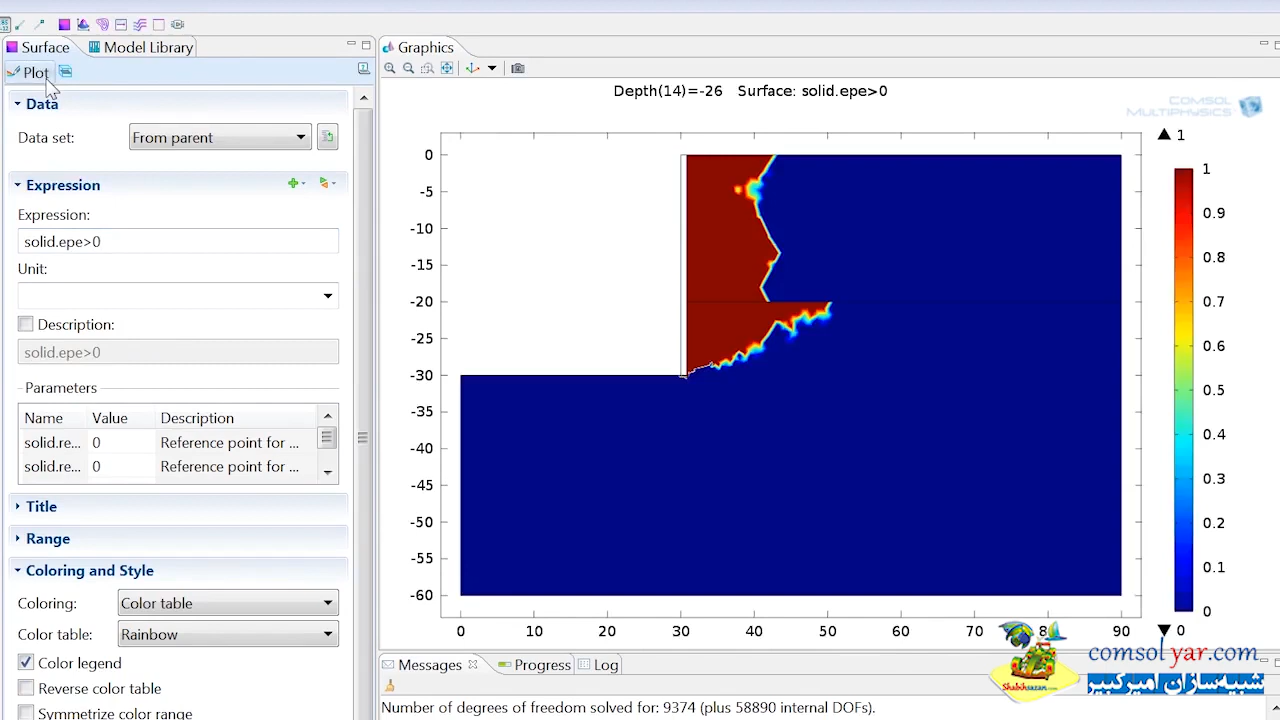 Surface
Model Library
Plot
Data
Data set:
From parent
Expression
Expression:
solid.epe>0
Unit:
Description:
solid.epe>0
Parameters
Name Value Description
solid.re... 0 Reference point for ...
solid.re... 0 Reference point for ...
Title
Range
Coloring and Style
Coloring:
Color table
Color table:
Rainbow
Color legend
Reverse color table
Symmetrize color range
Graphics
Depth(14)=-26 Surface: solid.epe>0
COMSOL
MULTIPHYSICS
0
-5
-10
-15
-20
-25
-30
-35
-40
-45
-50
-55
-60
0 10 20 30 40 50 60 70 80 90
1
1
0.9
0.8
0.7
0.6
0.5
0.4
0.3
0.2
0.1
0
0
Messages
Progress
Log
Number of degrees of freedom solved for: 9374 (plus 58890 internal DOFs).
Shabihsazan.com
comsolyar.com